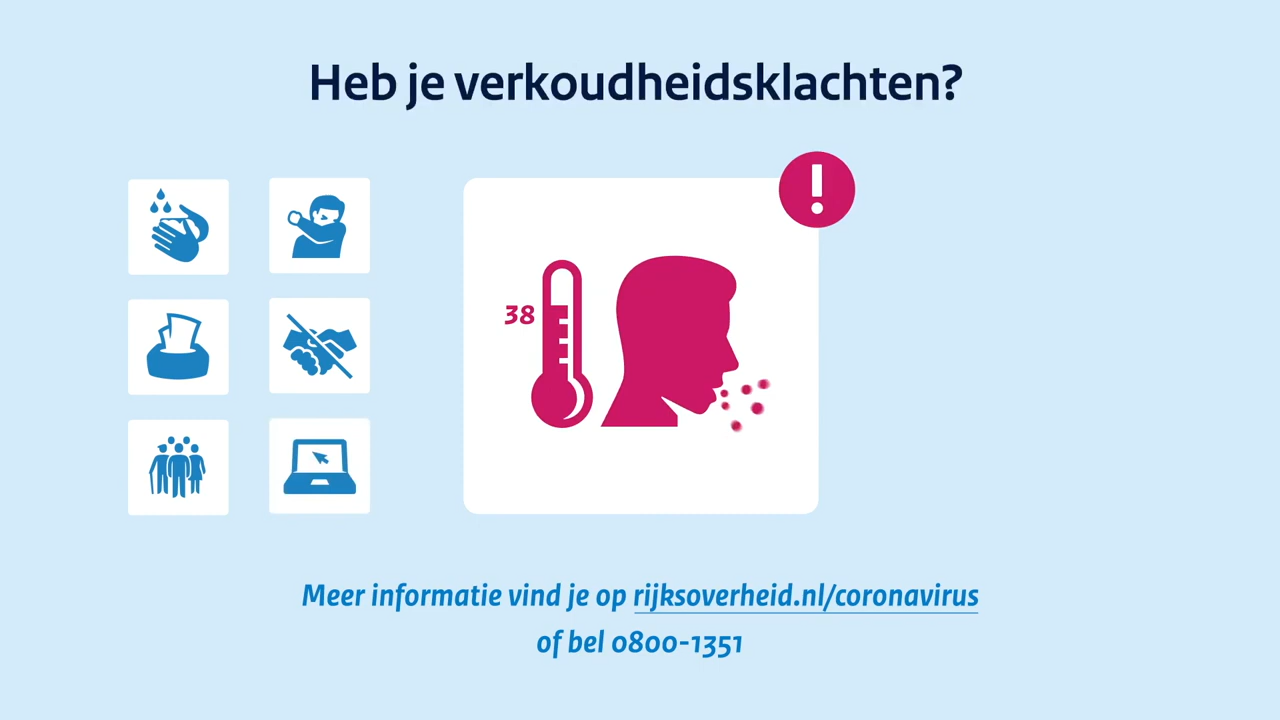 Heb je verkoudheidsklachten?
!
38
Meer informatie vind je op rijksoverheid.nl/coronavirus
of bel 0800-1351